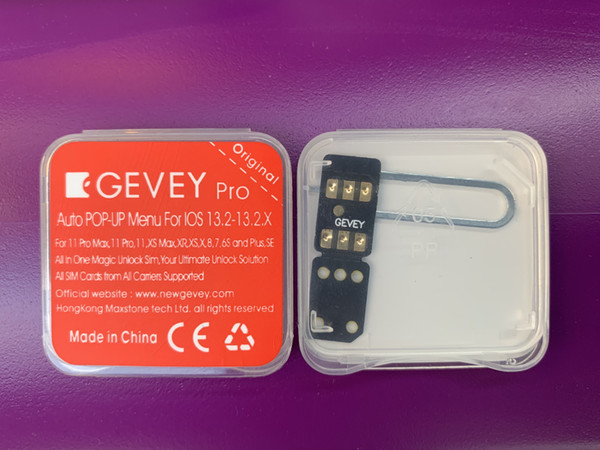 Original
GEVEY Pro
Auto POP-UP Menu For IOS 13.2-13.2.X
For 11 Pro Max, 11 Pro, 11, XS Max, XR, XS, X, 8, 7, 6S and Plus, SE
All in One Magic Unlock Sim, Your Ultimate Unlock Solution
All SIM Cards from All Carriers Supported
Official website : www.newgevey.com
HongKong Maxstone tech Ltd. all rights reserved
Made in China CE
GEVEY
PP